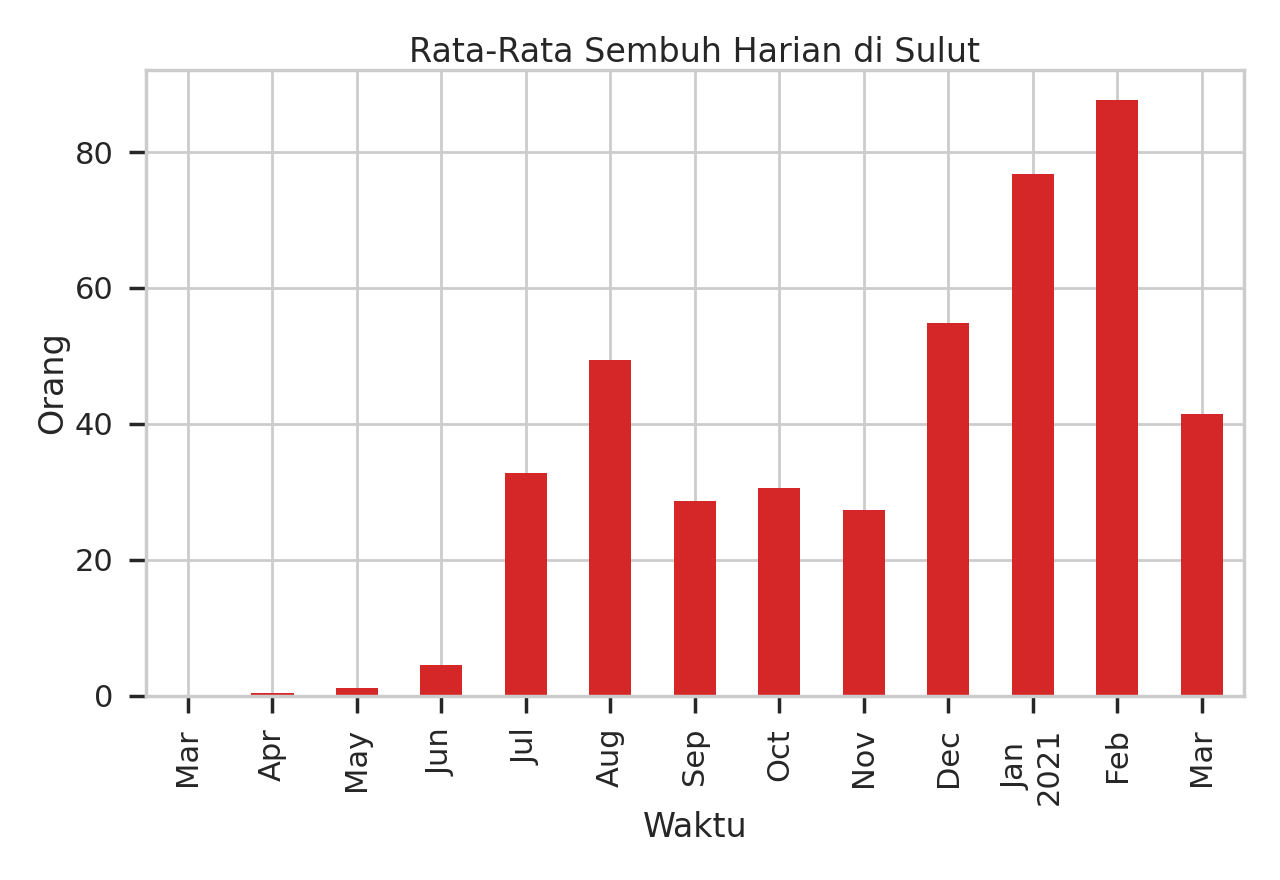 Rata-Rata Sembuh Harian di Sulut
80
60
40
20
0
Orang
Mar
Apr
May
Jun
Jul
Aug
Sep
Oct
Nov
Dec
Jan
2021
Feb
Mar
Waktu